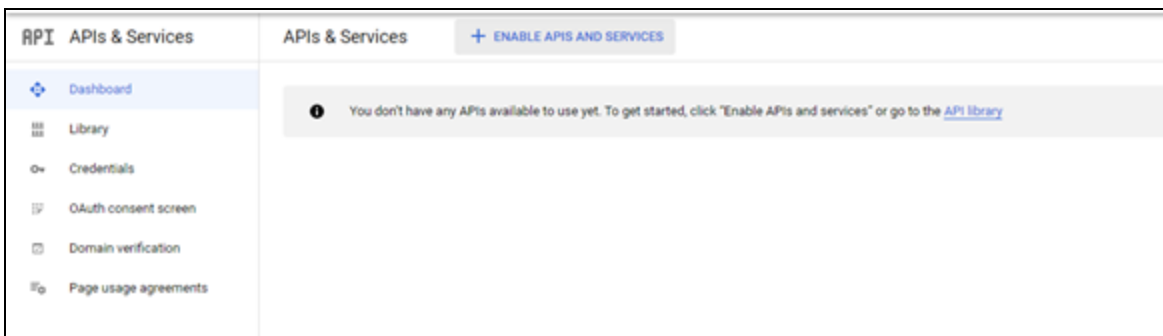 API APIs & Services
APIs & Services
+ ENABLE APIS AND SERVICES
Dashboard
Library
Credentials
OAuth consent screen
Domain verification
Page usage agreements
You don't have any APIs available to use yet. To get started, click "Enable APIs and services" or go to the API library